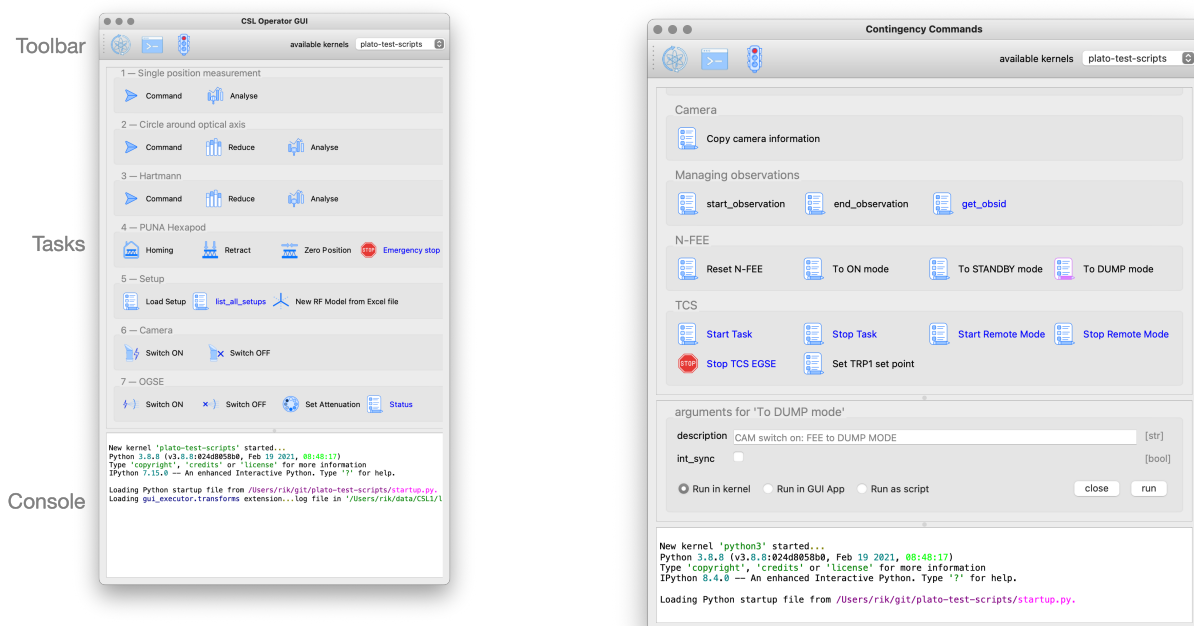 Toolbar
Tasks
Console
CSL Operator GUI
available kernels plato-test-scripts
1 — Single position measurement
Command Analyse
2 — Circle around optical axis
Command Reduce Analyse
3 — Hartmann
Command Reduce Analyse
4 — PUNA Hexapod
Homing Retract Zero Position STOP Emergency stop
5 — Setup
Load Setup list_all_setups New RF Model from Excel file
6 — Camera
Switch ON Switch OFF
7 — OGSE
Switch ON Switch OFF Set Attenuation Status
New kernel 'plato-test-scripts' started...
Python 3.8.8 (v3.8.8:024d8058b0, Feb 19 2021, 08:48:17)
Type 'copyright', 'credits' or 'license' for more information
IPython 7.15.0 -- An enhanced Interactive Python. Type '?' for help.
Loading Python startup file from /Users/rik/git/plato-test-scripts/startup.py.
Loading gui_executor.transforms extension...log file in '/Users/rik/data/CSL1/l
Contingency Commands
available kernels plato-test-scripts
Camera
Copy camera information
Managing observations
start_observation end_observation get_obsid
N-FEE
Reset N-FEE To ON mode To STANDBY mode To DUMP mode
TCS
Start Task Stop Task Start Remote Mode Stop Remote Mode
STOP Stop TCS EGSE Set TRP1 set point
arguments for 'To DUMP mode'
description CAM switch on: FEE to DUMP MODE [str]
int_sync [bool]
Run in kernel Run in GUI App Run as script close run
New kernel 'python3' started...
Python 3.8.8 (v3.8.8:024d8058b0, Feb 19 2021, 08:48:17)
Type 'copyright', 'credits' or 'license' for more information
IPython 8.4.0 -- An enhanced Interactive Python. Type '?' for help.
Loading Python startup file from /Users/rik/git/plato-test-scripts/startup.py.